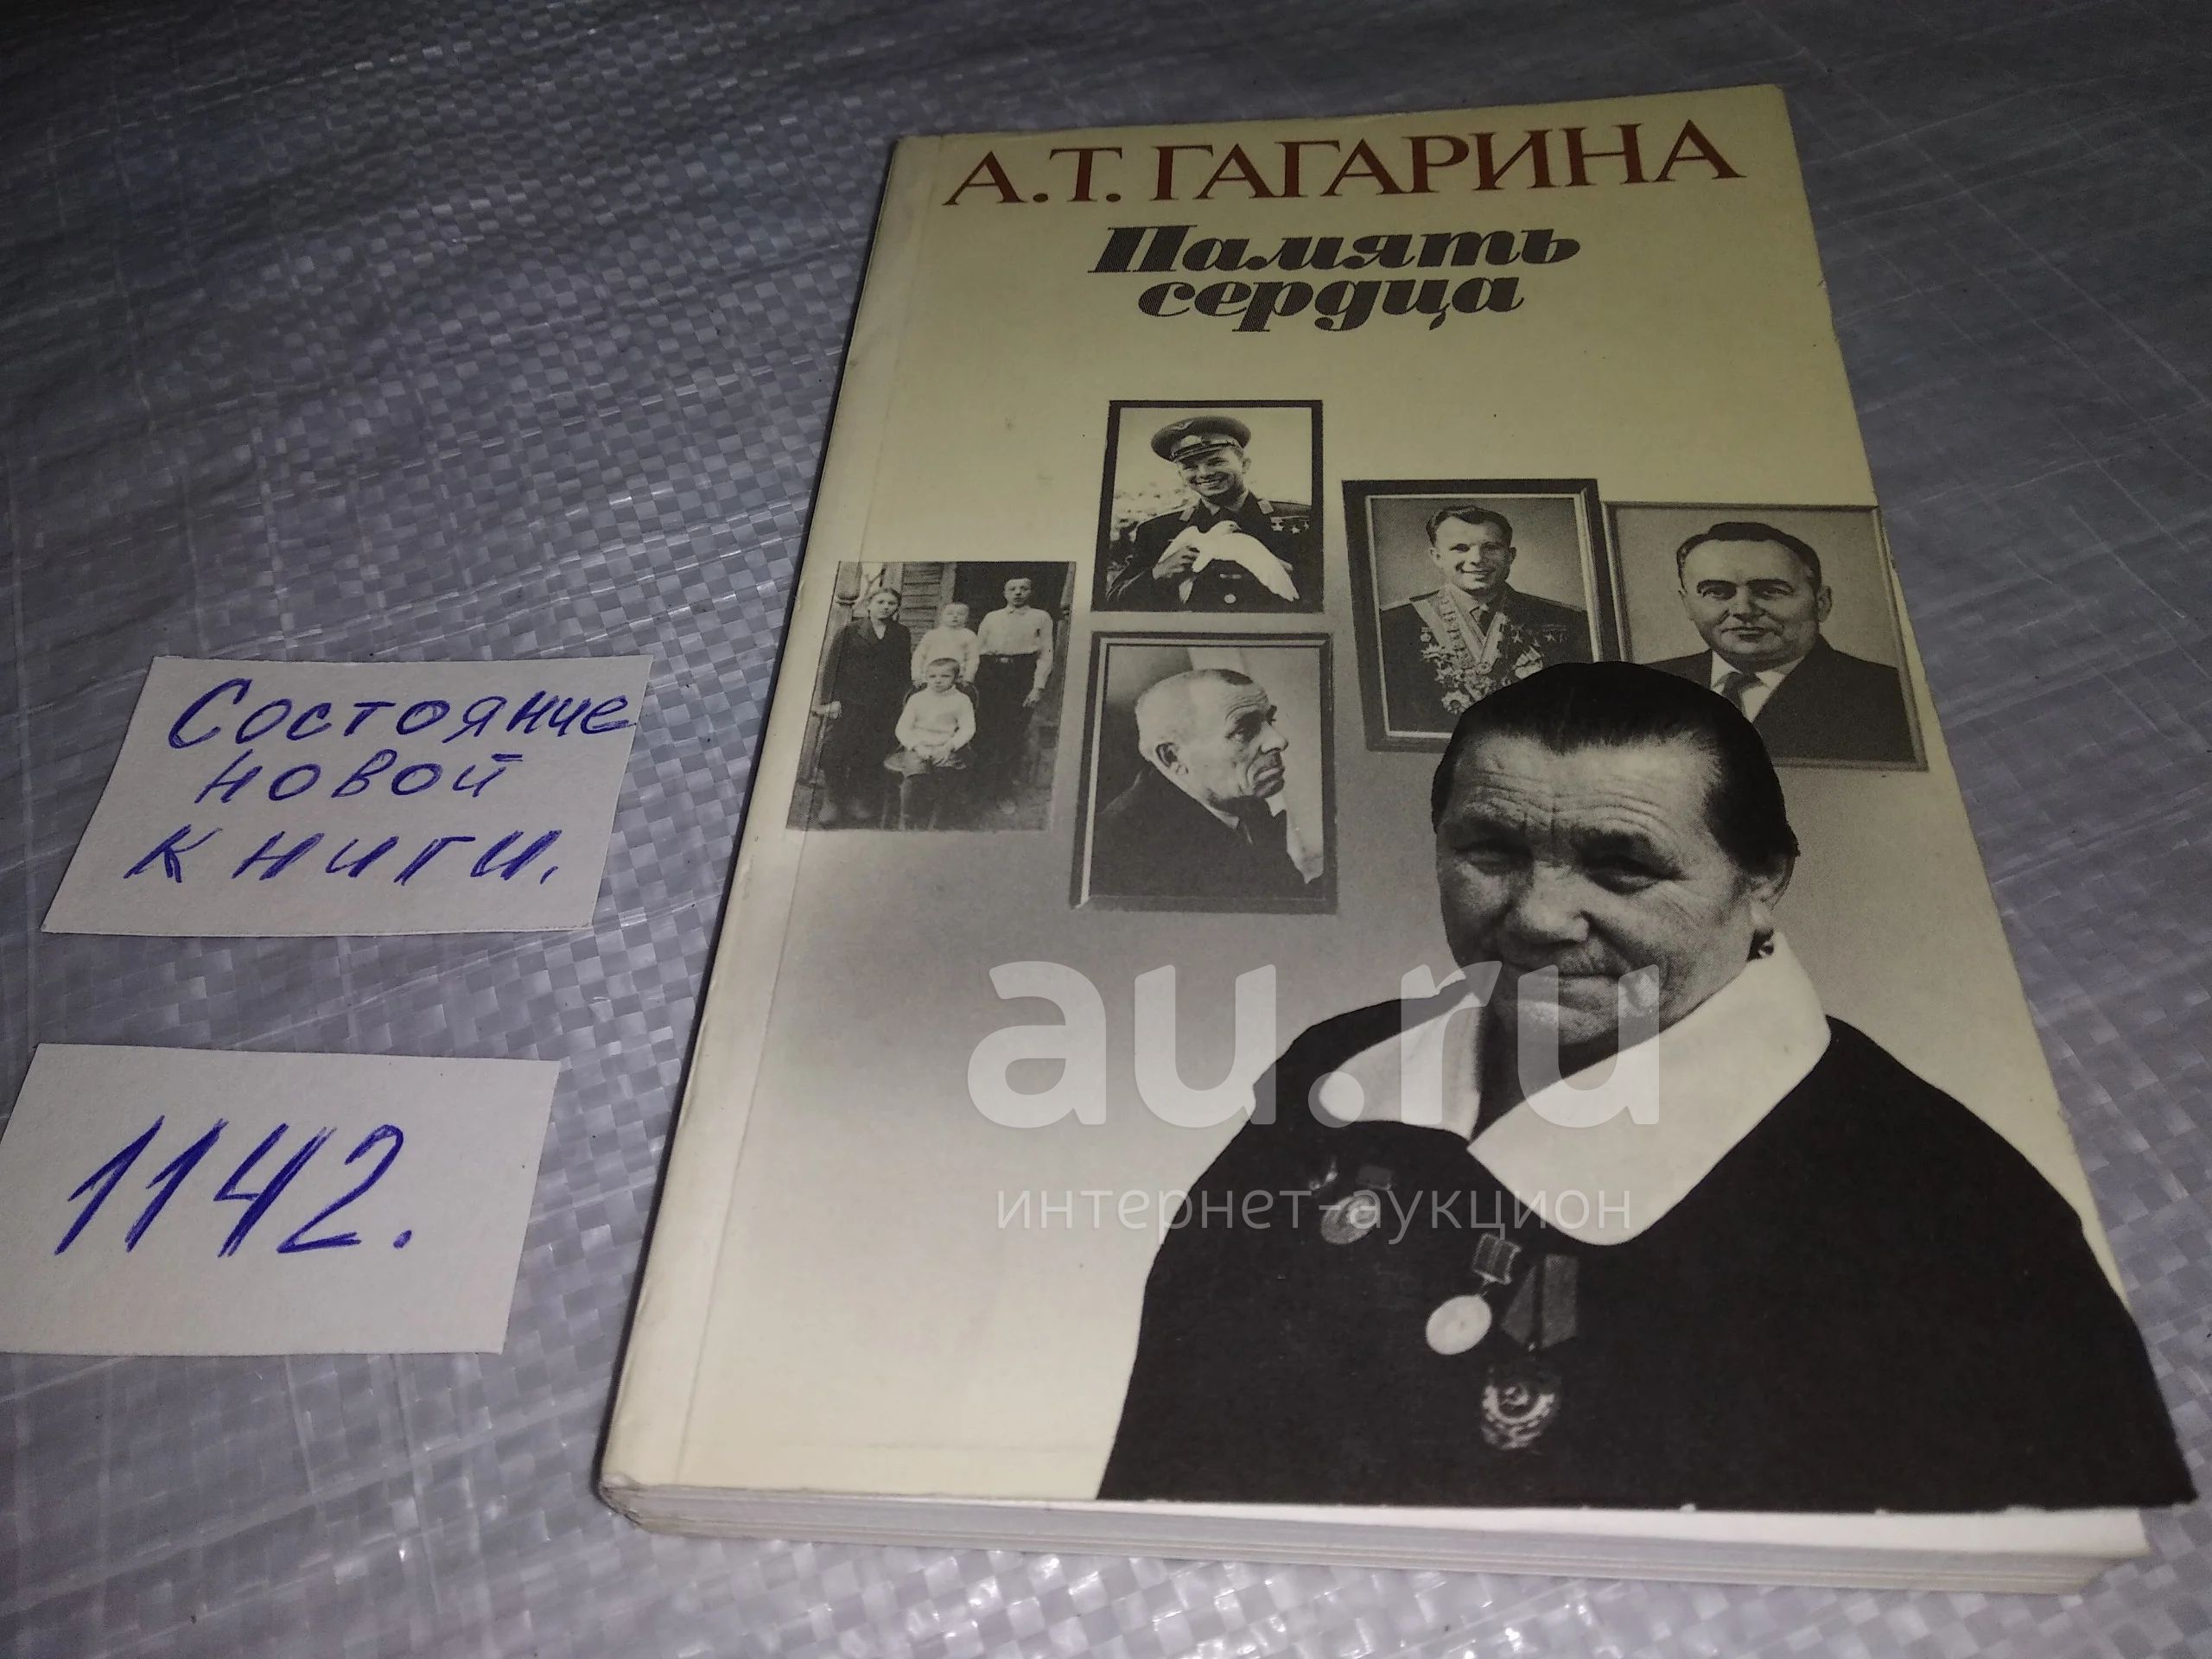 А.Т. ГАГАРИНА
Память
сердца
Состояние
новой
книги.
1142.
au.ru
интернет-аукцион